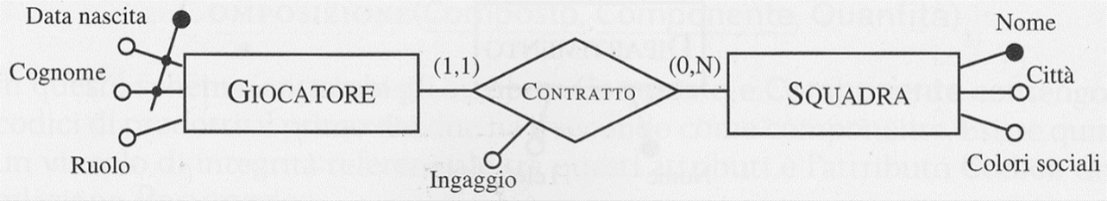 Data nascita
Cognome
Ruolo
GIOCATORE
(1,1)
CONTRATTO
Ingaggio
(0,N)
SQUADRA
Nome
Città
Colori sociali